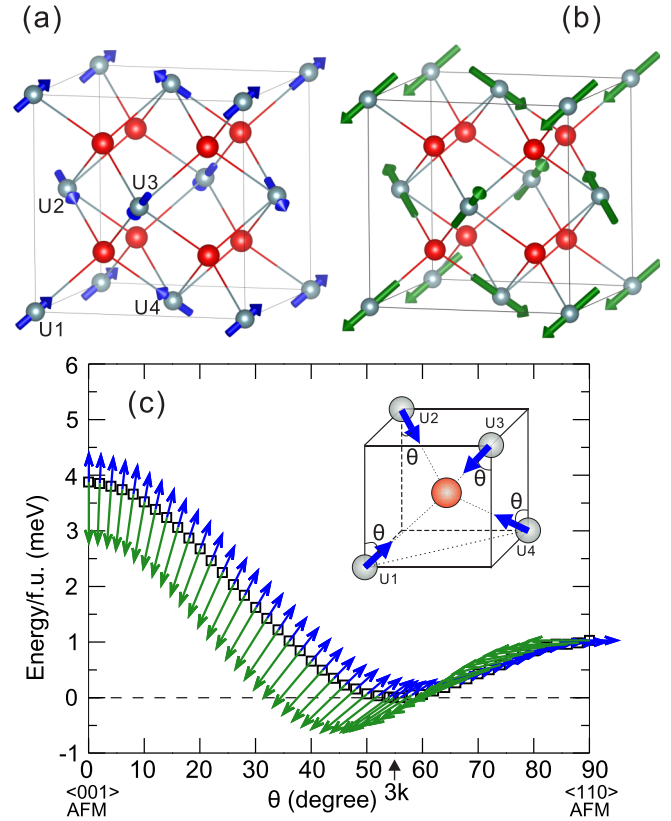 (a)
(b)
U3
U2
U1
U4
6
5
4
3
2
1
0
-1
Energy/f.u. (meV)
(c)
U2
U3
θ
θ
θ
θ
U1
U4
0 10 20 30 40 50 60 70 80 90
<001>
AFM
θ (degree)
3k
<110>
AFM